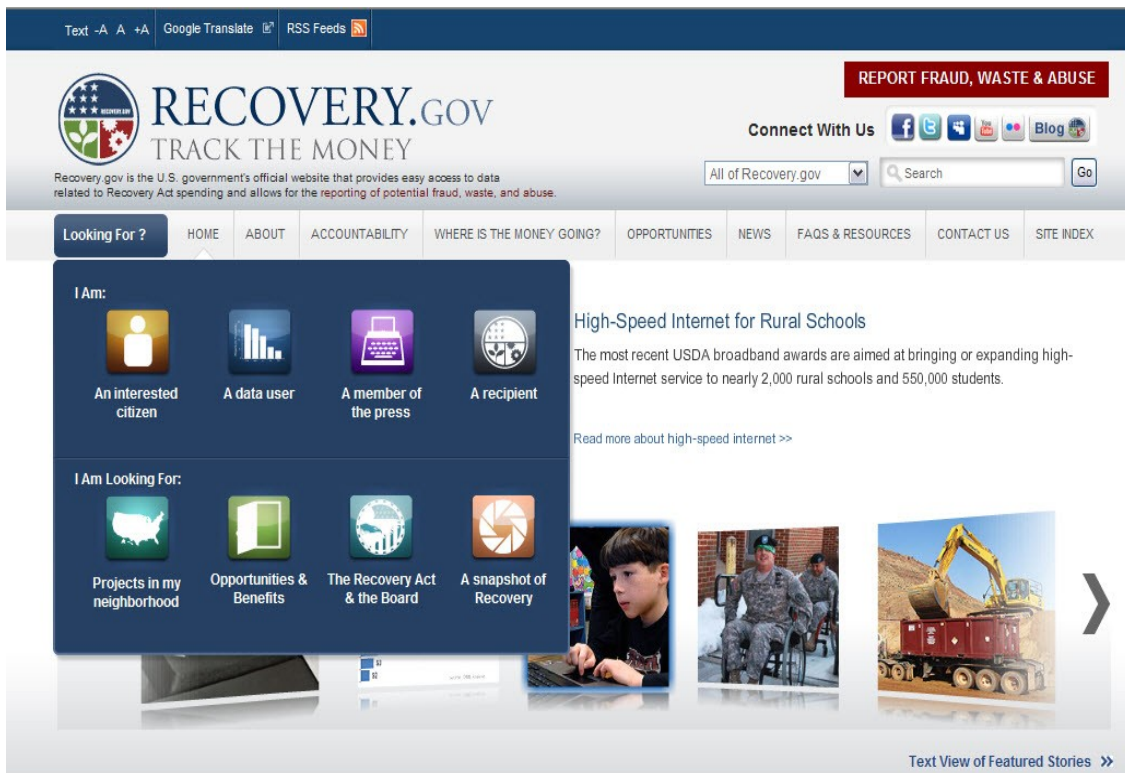 Text -A A +A Google Translate RSS Feeds
REPORT FRAUD, WASTE & ABUSE
RECOVERY.GOV
TRACK THE MONEY
Recovery.gov is the U.S. government's official website that provides easy access to data
related to Recovery Act spending and allows for the reporting of potential fraud, waste, and abuse.
Connect With Us
Blog
All of Recovery.gov
Search
Go
Looking For ?
HOME ABOUT ACCOUNTABILITY WHERE IS THE MONEY GOING? OPPORTUNITIES NEWS FAQS & RESOURCES CONTACT US SITE INDEX
I Am:
An interested
citizen
A data user
A member of
the press
A recipient
I Am Looking For:
Projects in my
neighborhood
Opportunities &
Benefits
The Recovery Act
& the Board
A snapshot of
Recovery
High-Speed Internet for Rural Schools
The most recent USDA broadband awards are aimed at bringing or expanding high-
speed Internet service to nearly 2,000 rural schools and 550,000 students.
Read more about high-speed internet >>
Text View of Featured Stories »